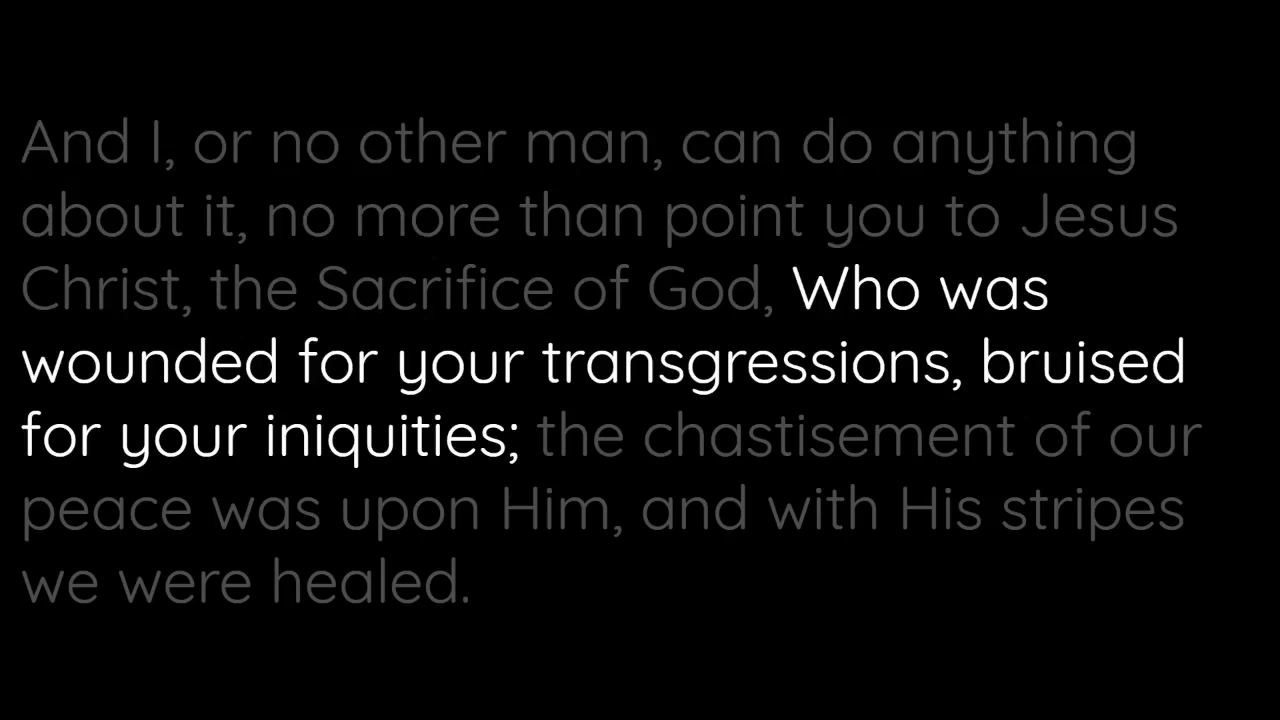 And I, or no other man, can do anything
about it, no more than point you to Jesus
Christ, the Sacrifice of God, Who was
wounded for your transgressions, bruised
for your iniquities; the chastisement of our
peace was upon Him, and with His stripes
we were healed.